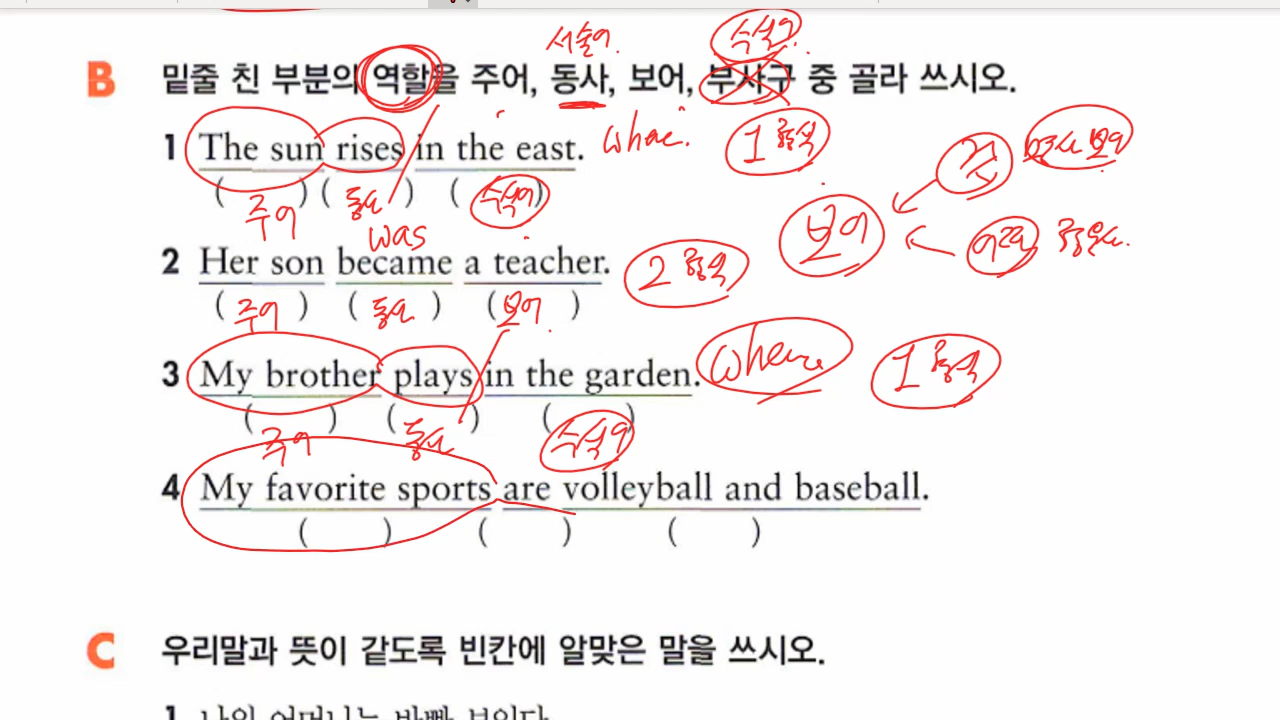 서술어. 수식어
B 밑줄 친 부분의 역할을 주어, 동사, 보어, 부사구 중 골라 쓰시오.
1 The sun rises in the east. where. 1형식
( 주어 ) ( 동사 ) ( 수식어 )
보어 명사보어
was
2 Her son became a teacher. 2형식
( 주어 ) ( 동사 ) ( 보어 )
3 My brother plays in the garden. where 1형식
( 주어 ) ( 동사 ) ( 수식어 )
4 My favorite sports are volleyball and baseball.
( ) ( ) ( )
C 우리말과 뜻이 같도록 빈칸에 알맞은 말을 쓰시오.